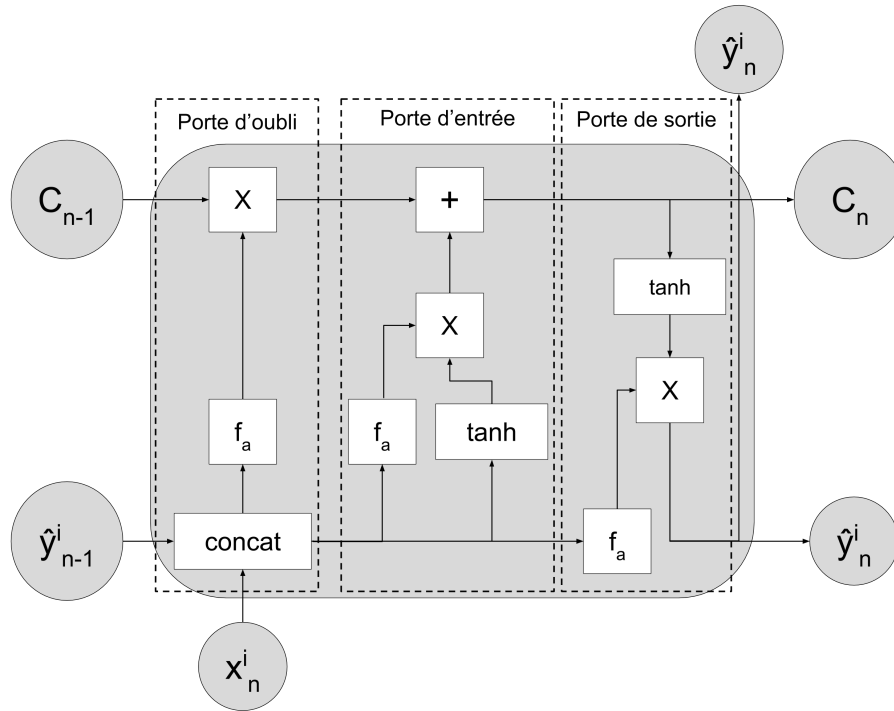 ŷⁱₙ
Porte d'oubli
Porte d'entrée
Porte de sortie
Cₙ₋₁
X
+
Cₙ
tanh
X
X
fₐ
fₐ
tanh
ŷⁱₙ₋₁
concat
fₐ
ŷⁱₙ
xⁱₙ